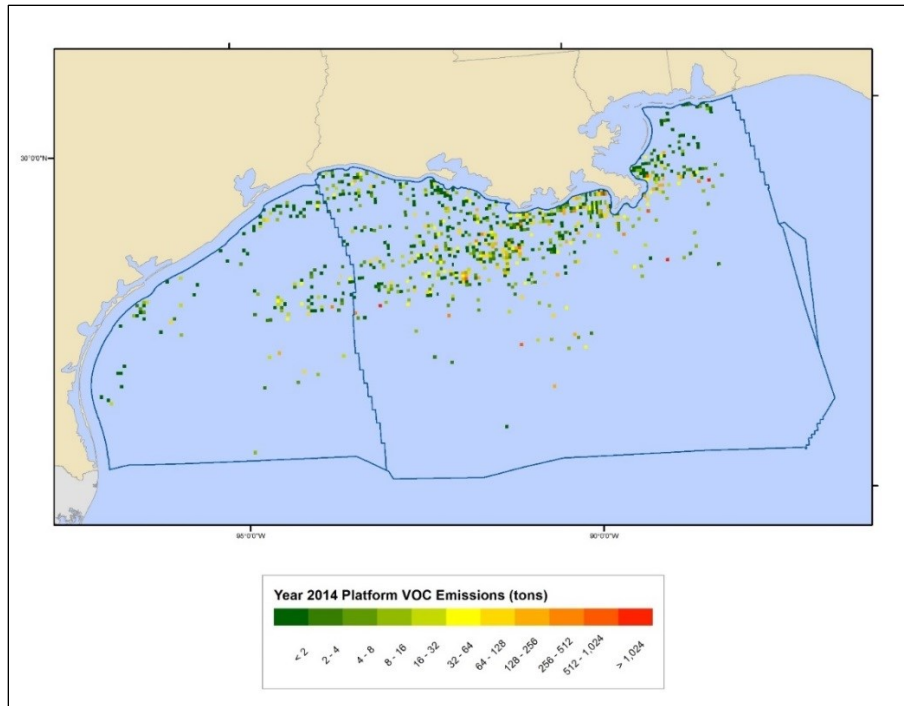 30°0'0"N
95°0'0"W
90°0'0"W
Year 2014 Platform VOC Emissions (tons)
< 2
2 - 4
4 - 8
8 - 16
16 - 32
32 - 64
64 - 128
128 - 256
256 - 512
512 - 1,024
> 1,024